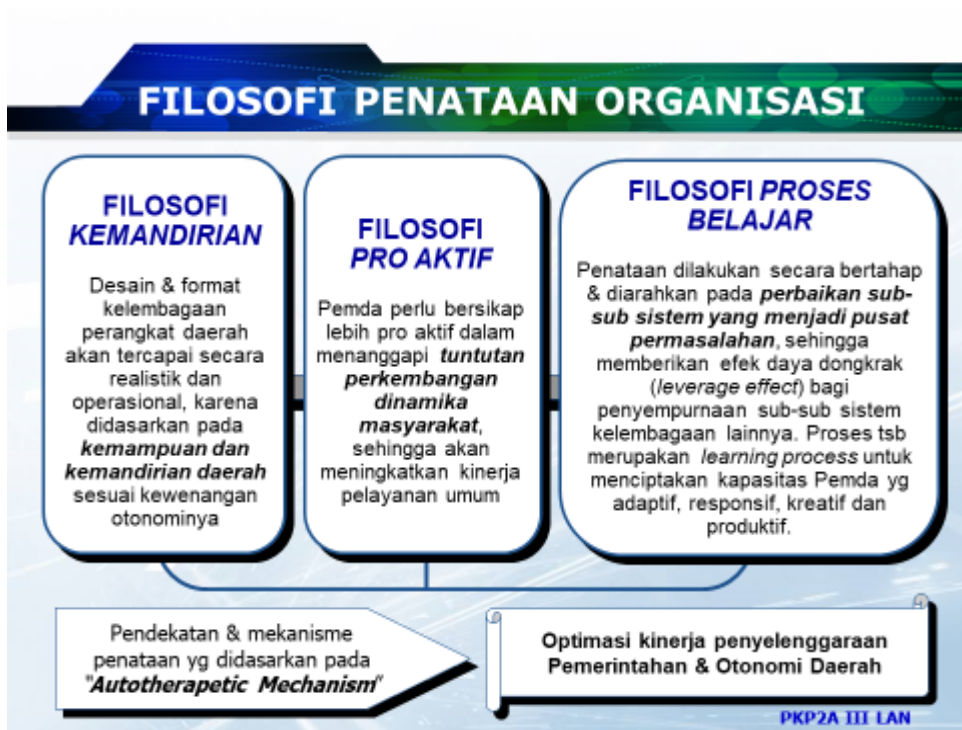 FILOSOFI PENATAAN ORGANISASI
FILOSOFI
KEMANDIRIAN
Desain & format
kelembagaan
perangkat daerah
akan tercapai secara
realistik dan
operasional, karena
didasarkan pada
kemampuan dan
kemandirian daerah
sesuai kewenangan
otonominya
FILOSOFI
PRO AKTIF
Pemda perlu bersikap
lebih pro aktif dalam
menanggapi tuntutan
perkembangan
dinamika
masyarakat,
sehingga akan
meningkatkan kinerja
pelayanan umum
FILOSOFI PROSES
BELAJAR
Penataan dilakukan secara bertahap
& diarahkan pada perbaikan sub-
sub sistem yang menjadi pusat
permasalahan, sehingga
memberikan efek daya dongkrak
(leverage effect) bagi
penyempurnaan sub-sub sistem
kelembagaan lainnya. Proses tsb
merupakan learning process untuk
menciptakan kapasitas Pemda yg
adaptif, responsif, kreatif dan
produktif.
Pendekatan & mekanisme
penataan yg didasarkan pada
"Autotherapetic Mechanism"
Optimasi kinerja penyelenggaraan
Pemerintahan & Otonomi Daerah
PKP2A III LAN